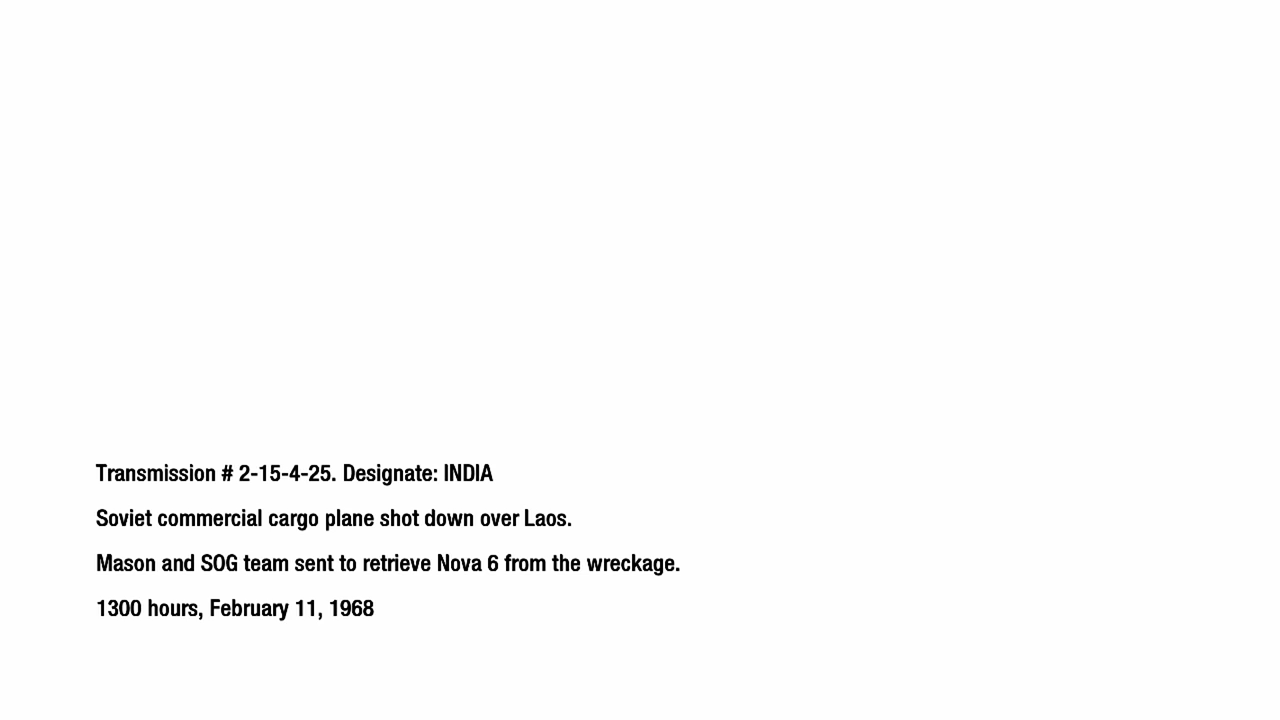 Transmission # 2-15-4-25. Designate: INDIA
Soviet commercial cargo plane shot down over Laos.
Mason and SOG team sent to retrieve Nova 6 from the wreckage.
1300 hours, February 11, 1968